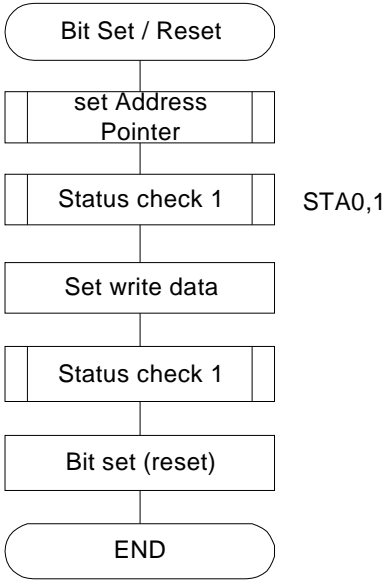 Bit Set / Reset
set Address
Pointer
Status check 1
STA0,1
Set write data
Status check 1
Bit set (reset)
END